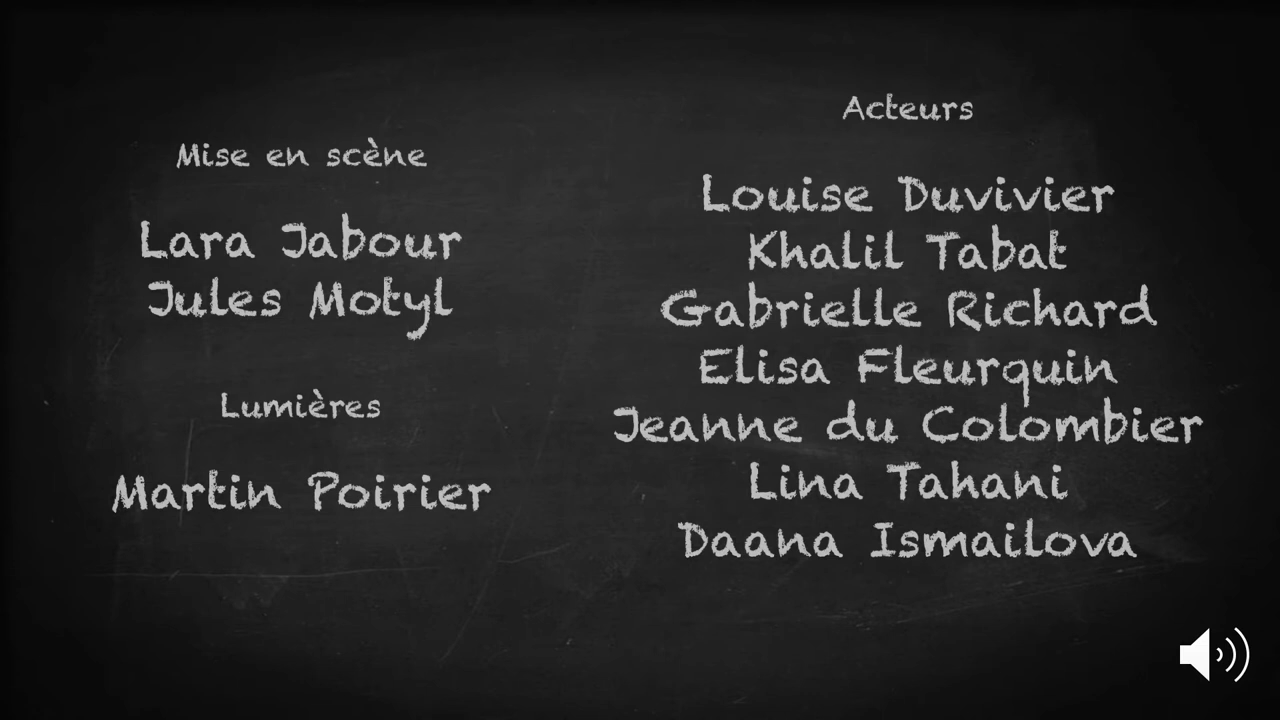 Mise en scène
Lara Jabour
Jules Motyl
Lumières
Martin Poirier
Acteurs
Louise Duvivier
Khalil Tabat
Gabrielle Richard
Elisa Fleurquin
Jeanne du Colombier
Lina Tahani
Daana Ismailova